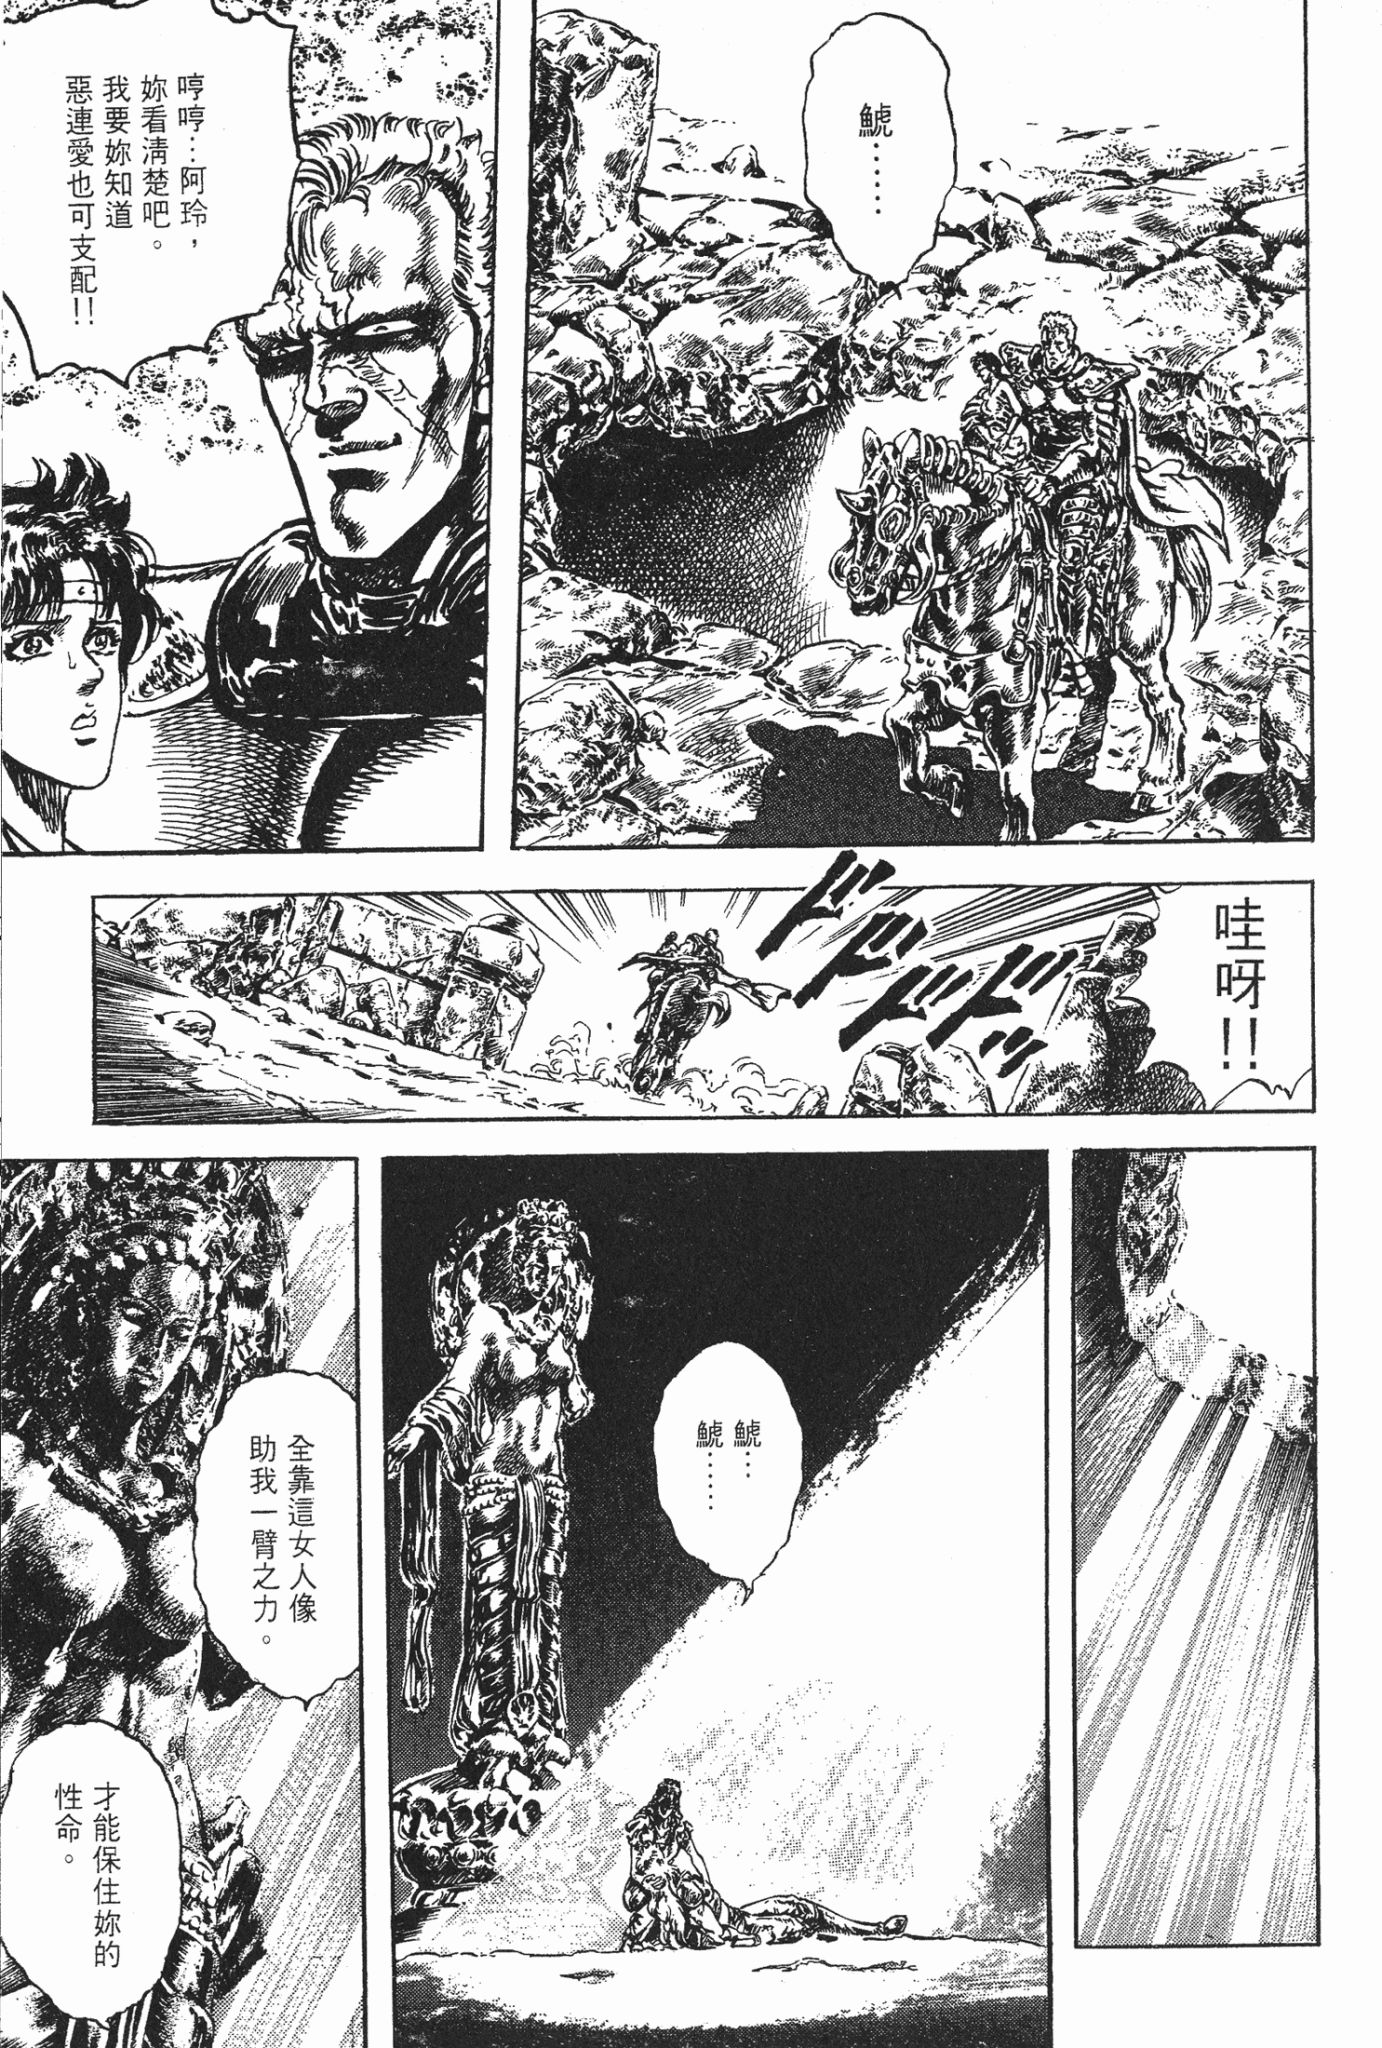 鯱……
哼哼…阿玲，
妳看清楚吧。
我要妳知道
惡連愛也可支配!!
哇呀!!
ドドドドドッ
鯱…
鯱……
全靠這女人像
助我一臂之力。
才能保住妳的
性命。